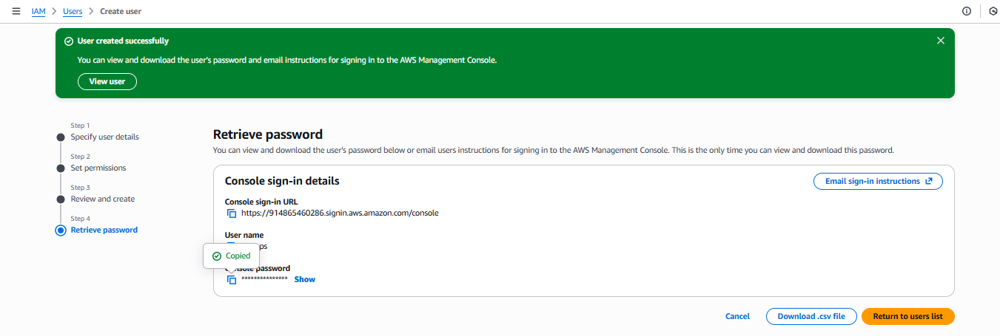 IAM > Users > Create user
User created successfully
You can view and download the user's password and email instructions for signing in to the AWS Management Console.
View user
Step 1
Specify user details
Step 2
Set permissions
Step 3
Review and create
Step 4
Retrieve password
Retrieve password
You can view and download the user's password below or email users instructions for signing in to the AWS Management Console. This is the only time you can view and download this password.
Console sign-in details
Email sign-in instructions
Console sign-in URL
https://914865460286.signin.aws.amazon.com/console
User name
Copied
password
*************** Show
Cancel
Download .csv file
Return to users list